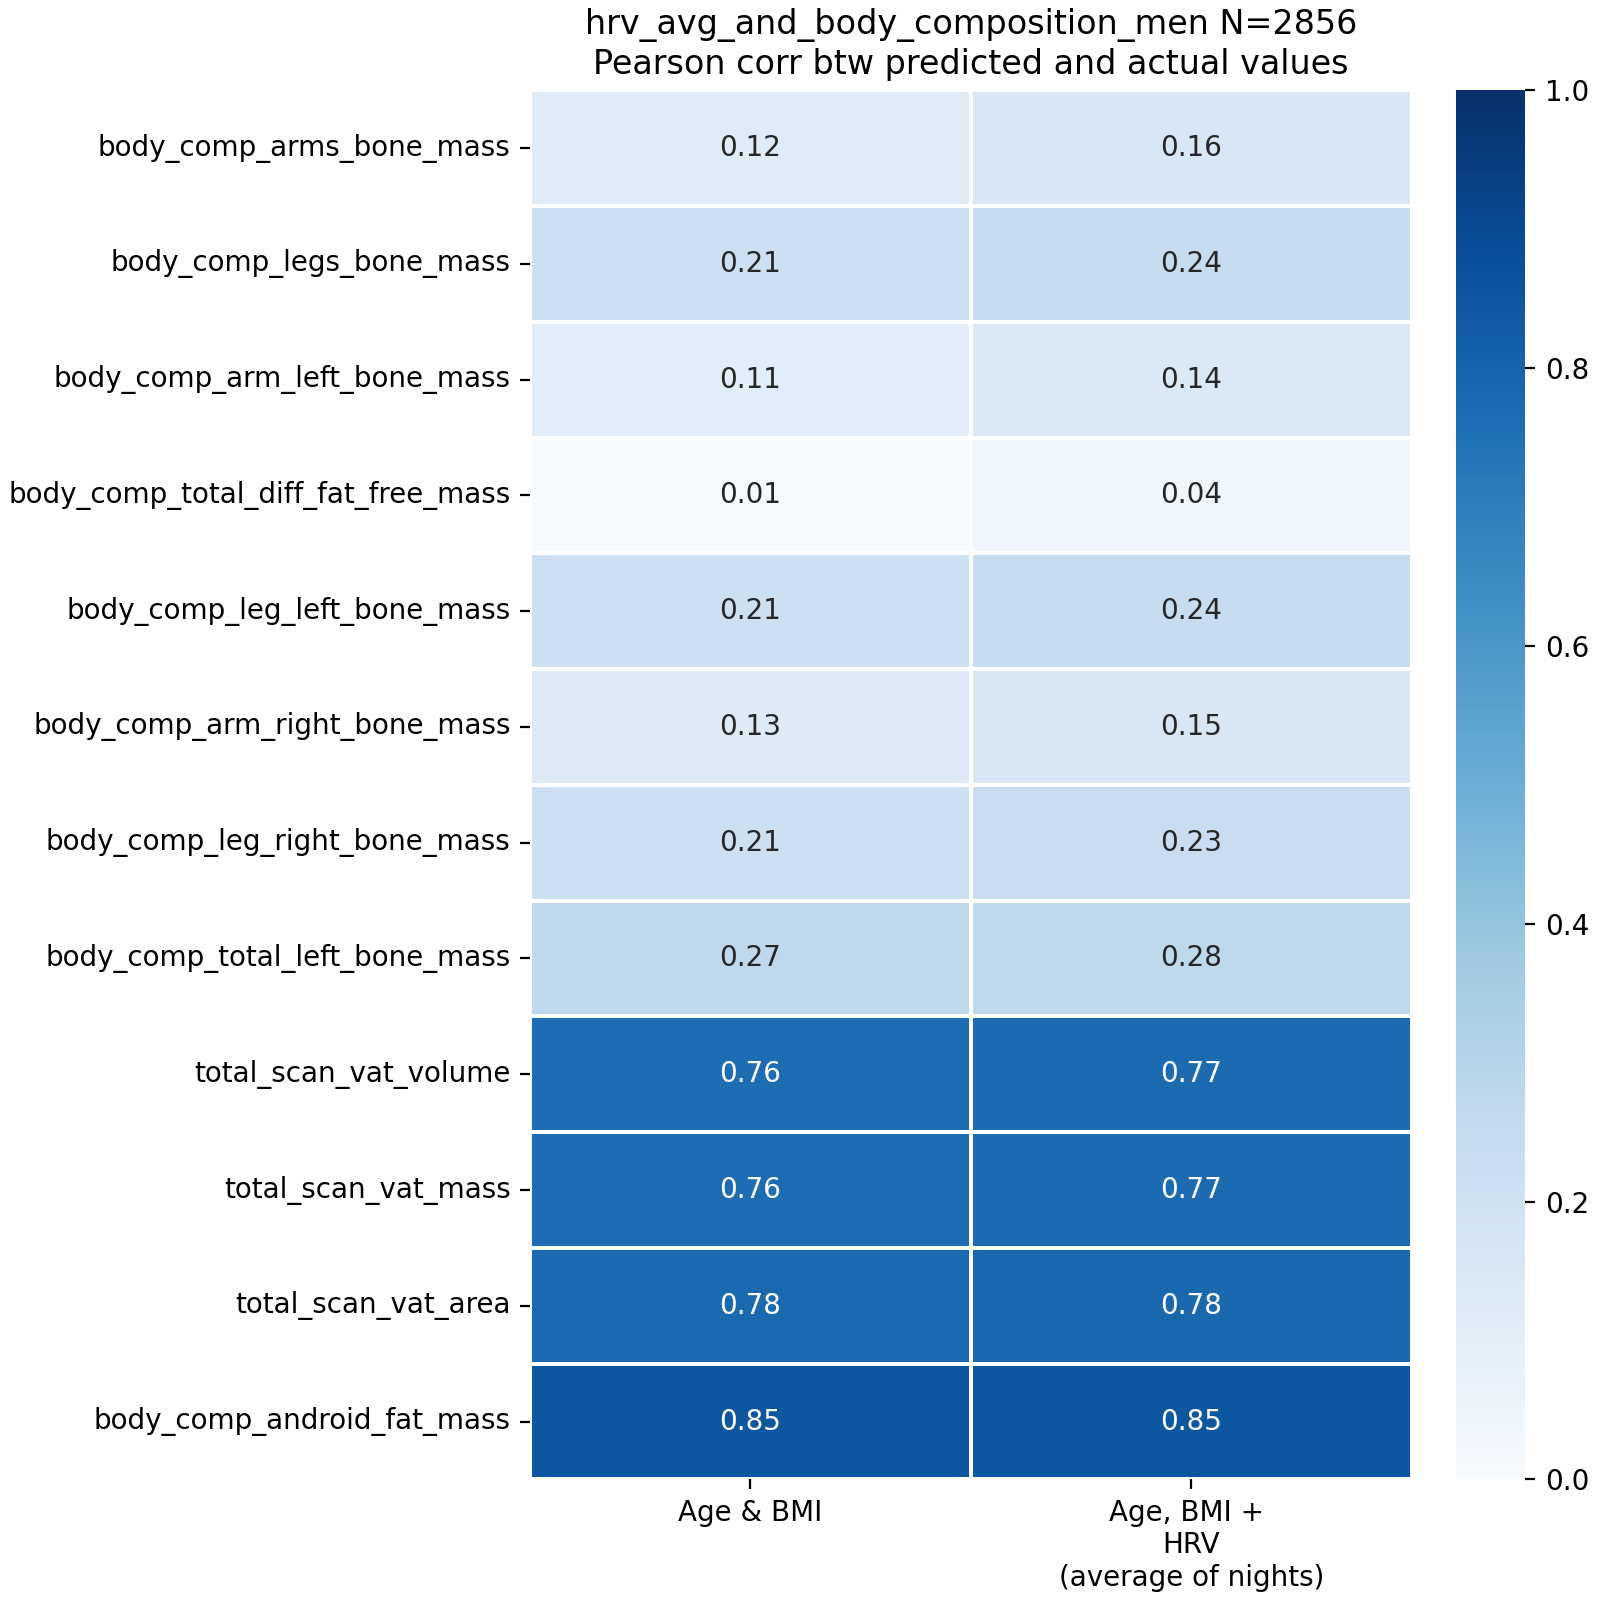 hrv_avg_and_body_composition_men N=2856
Pearson corr btw predicted and actual values
body_comp_arms_bone_mass 0.12 0.16
body_comp_legs_bone_mass 0.21 0.24
body_comp_arm_left_bone_mass 0.11 0.14
body_comp_total_diff_fat_free_mass 0.01 0.04
body_comp_leg_left_bone_mass 0.21 0.24
body_comp_arm_right_bone_mass 0.13 0.15
body_comp_leg_right_bone_mass 0.21 0.23
body_comp_total_left_bone_mass 0.27 0.28
total_scan_vat_volume 0.76 0.77
total_scan_vat_mass 0.76 0.77
total_scan_vat_area 0.78 0.78
body_comp_android_fat_mass 0.85 0.85
Age & BMI
Age, BMI +
HRV
(average of nights)
1.0
0.8
0.6
0.4
0.2
0.0